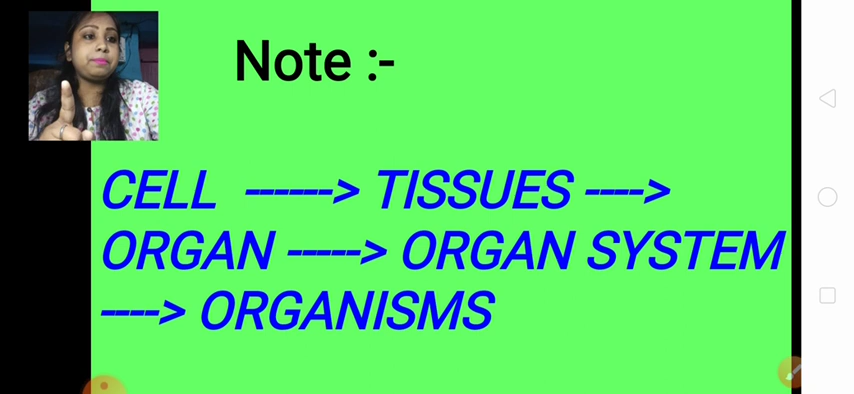 Note :-
CELL ------> TISSUES ---->
ORGAN -----> ORGAN SYSTEM
----> ORGANISMS